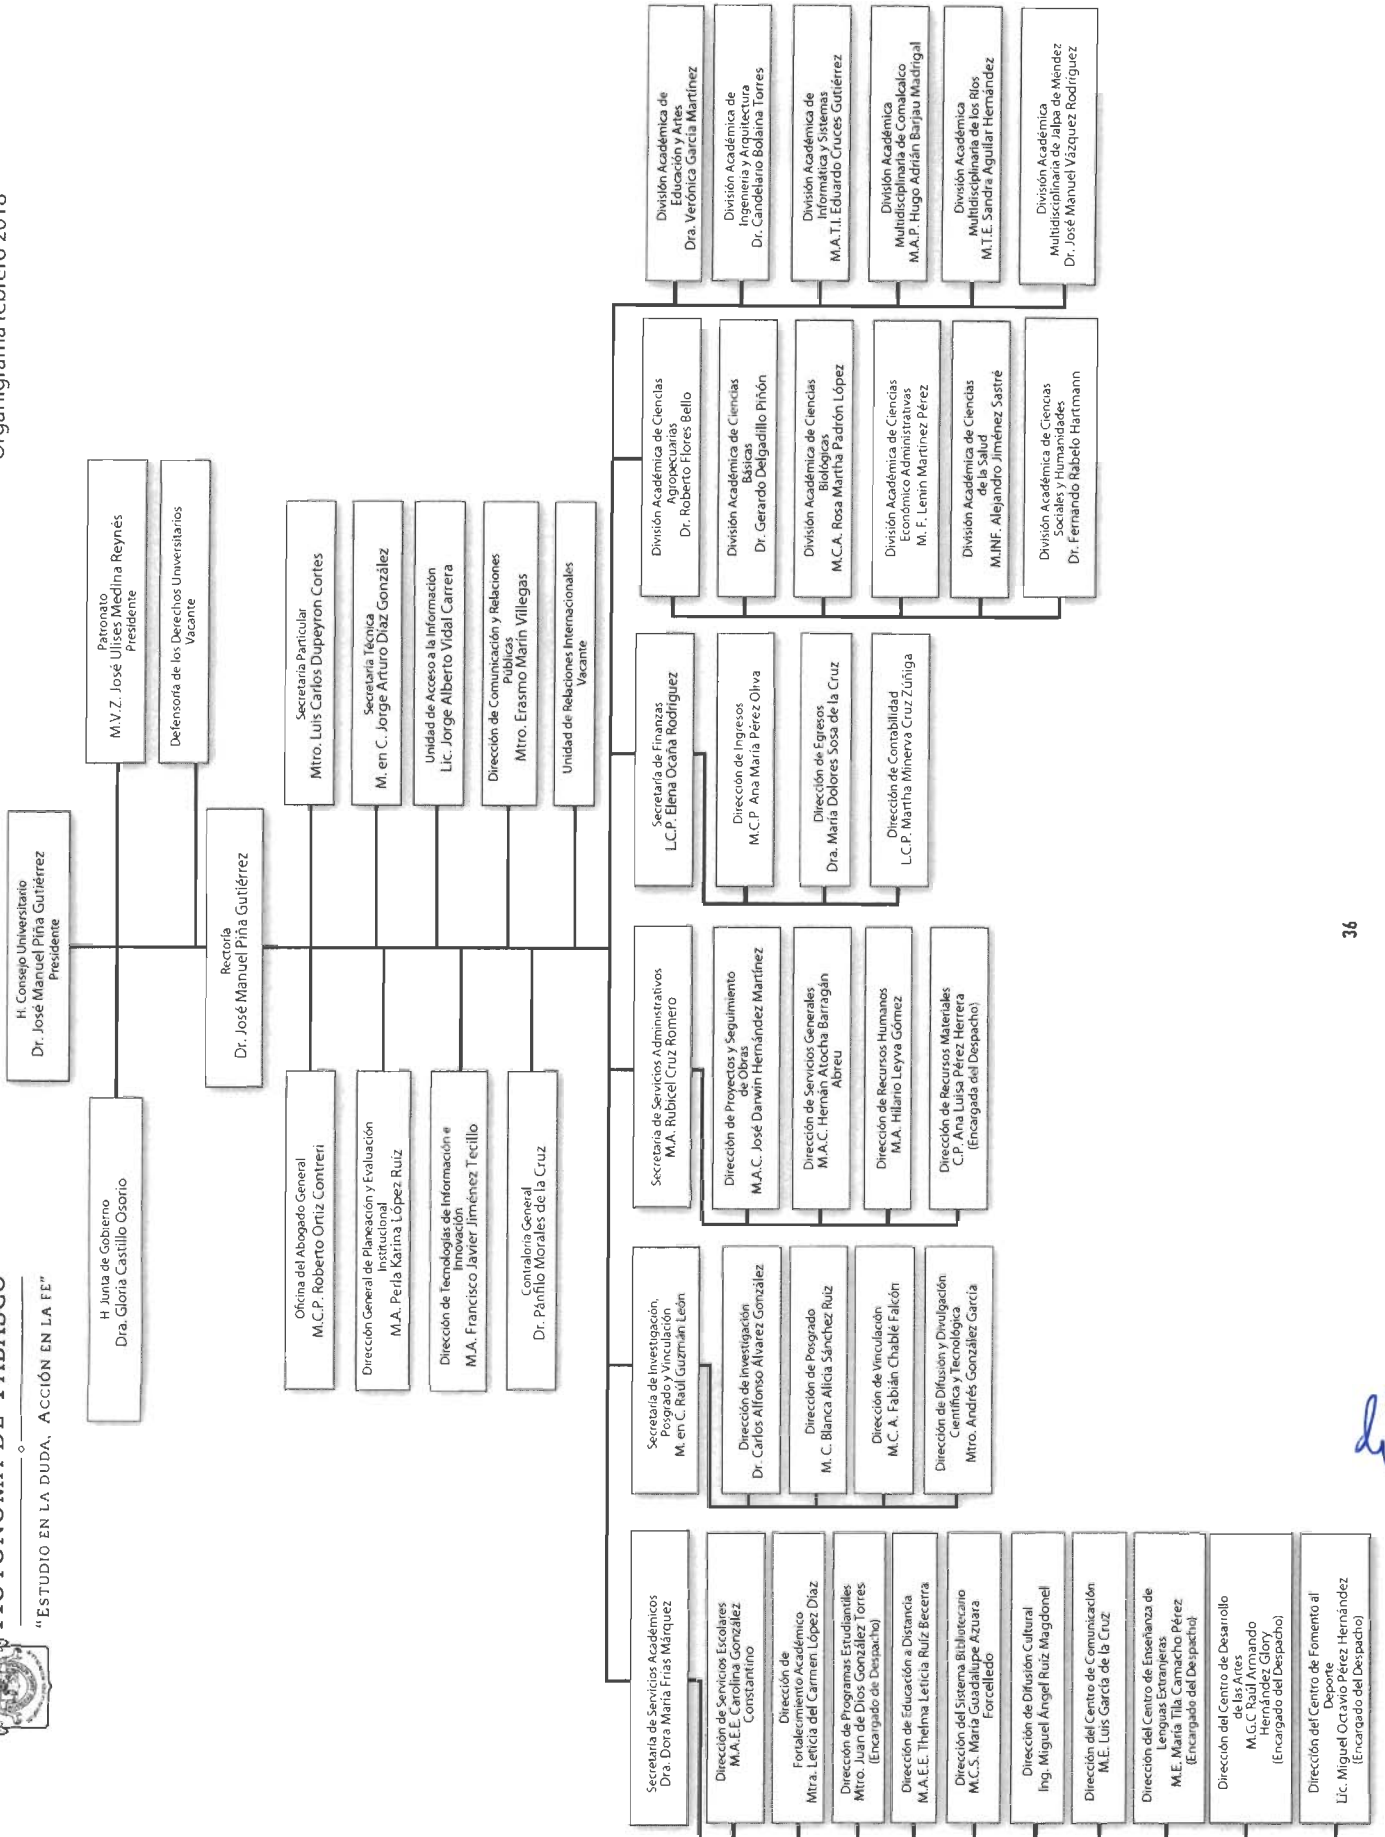 AUTÓNOMA DE TABASCO
"ESTUDIO EN LA DUDA. ACCIÓN EN LA FE"
Organigrama febrero 2018
H. Consejo Universitario
Dr. José Manuel Piña Gutiérrez
Presidente
H Junta de Gobierno
Dra. Gloria Castillo Osorio
Patronato
M.V.Z. José Ulises Medina Reynés
Presidente
Defensoría de los Derechos Universitarios
Vacante
Rectoría
Dr. José Manuel Piña Gutiérrez
Oficina del Abogado General
M.C.P. Roberto Ortiz Contreri
Dirección General de Planeación y Evaluación
Institucional
M.A. Perla Karina López Ruiz
Dirección de Tecnologías de Información e
Innovación
M.A. Francisco Javier Jiménez Tecillo
Contraloría General
Dr. Pánfilo Morales de la Cruz
Secretaria Particular
Mtro. Luis Carlos Dupeyron Cortes
Secretaria Técnica
M. en C. Jorge Arturo Díaz González
Unidad de Acceso a la Información
Lic. Jorge Alberto Vidal Carrera
Dirección de Comunicación y Relaciones
Públicas
Mtro. Erasmo Marín Villegas
Unidad de Relaciones Internacionales
Vacante
Secretaría de Servicios Académicos
Dra. Dora María Frias Márquez
Dirección de Servicios Escolares
M.A.E.E. Carolina González
Constantino
Dirección de
Fortalecimiento Académico
Mtra. Leticia del Carmen López Díaz
Dirección de Programas Estudiantiles
Mtro. Juan de Dios González Torres
(Encargado de Despacho)
Dirección de Educación a Distancia
M.A.E.E. Thelma Leticia Ruíz Becerra
Dirección del Sistema Bibliotecario
M.C.S. María Guadalupe Azuara
Forcelledo
Dirección de Difusión Cultural
Ing. Miguel Ángel Ruiz Magdonel
Dirección del Centro de Comunicación
M.E. Luis García de la Cruz
Dirección del Centro de Enseñanza de
Lenguas Extranjeras
M.E. María Tila Camacho Pérez
(Encargado del Despacho)
Dirección del Centro de Desarrollo
de las Artes
M.G.C Raúl Armando
Hernández Glory
(Encargado del Despacho)
Dirección del Centro de Fomento al
Deporte
Lic. Miguel Octavio Pérez Hernández
(Encargado del Despacho)
Secretaría de Investigación,
Posgrado y Vinculación
M. en C. Raúl Guzmán León
Dirección de Investigación
Dr. Carlos Alfonso Álvarez González
Dirección de Posgrado
M. C. Blanca Alicia Sánchez Ruiz
Dirección de Vinculación
M.C. A. Fabián Chablé Falcón
Dirección de Difusión y Divulgación
Científica y Tecnológica.
Mtro. Andrés González García
Secretaria de Servicios Administrativos
M.A. Rubicel Cruz Romero
Dirección de Proyectos y Seguimiento
de Obras
M.A.C. José Darwin Hernández Martínez
Dirección de Servicios Generales
M.A.C. Hernán Atocha Barragán
Abreu
Dirección de Recursos Humanos
M.A. Hilario Leyva Gómez
Dirección de Recursos Materiales
C.P. Ana Luisa Pérez Herrera
(Encargada del Despacho)
Secretaría de Finanzas
L.C.P. Elena Ocaña Rodríguez
Dirección de Ingresos
M.C.P Ana María Pérez Oliva
Dirección de Egresos
Dra. María Dolores Sosa de la Cruz
Dirección de Contabilidad
L.C.P. Martha Minerva Cruz Zúñiga
División Académica de Ciencias
Agropecuarias
Dr. Roberto Flores Bello
División Académica de Ciencias
Básicas
Dr. Gerardo Delgadillo Piñón
División Académica de Ciencias
Biológicas
M.C.A. Rosa Martha Padrón López
División Académica de Ciencias
Económico Administrativas
M. F. Lenin Martínez Pérez
División Académica de Ciencias
de la Salud
M.INF. Alejandro Jiménez Sastré
División Académica de Ciencias
Sociales y Humanidades
Dr. Fernando Rabelo Hartmann
División Académica de
Educación y Artes
Dra. Verónica García Martínez
División Académica de
Ingeniería y Arquitectura
Dr. Candelario Bolaina Torres
División Académica de
Informática y Sistemas
M.A.T.I. Eduardo Cruces Gutiérrez
División Académica
Multidisciplinaria de Comalcalco
M.A.P. Hugo Adrián Barjau Madrigal
División Académica
Multidisciplinaria de los Ríos
M.T.E. Sandra Aguilar Hernández
División Académica
Multidisciplinaria de Jalpa de Méndez
Dr. José Manuel Vázquez Rodríguez
36